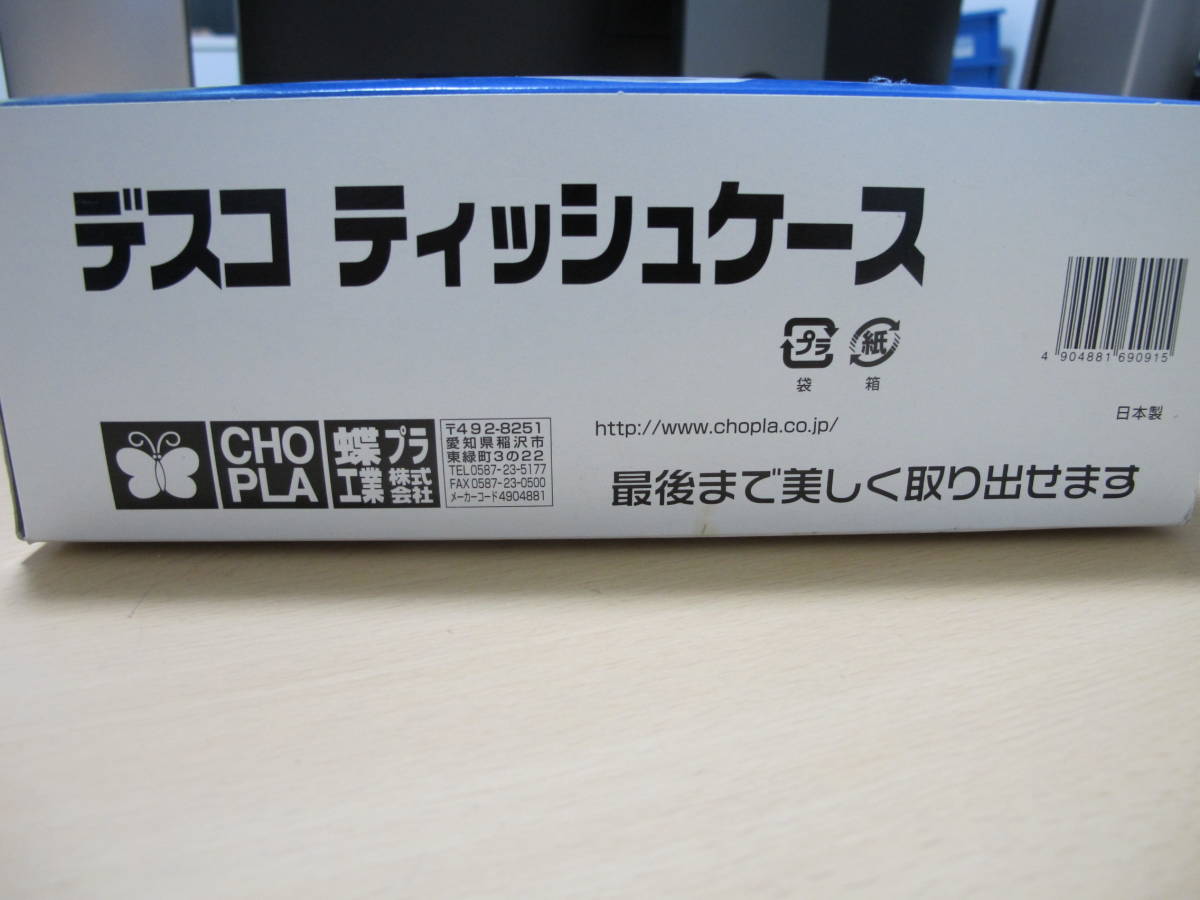 デスコ ティッシュケース
プラ
紙
袋
箱
4 904881 690915
日本製
CHO
PLA
蝶プラ
工業株式会社
〒492-8251
愛知県稲沢市
東緑町3の22
TEL0587-23-5177
FAX0587-23-0500
メーカーコード4904881
http://www.chopla.co.jp/
最後まで美しく取り出せます